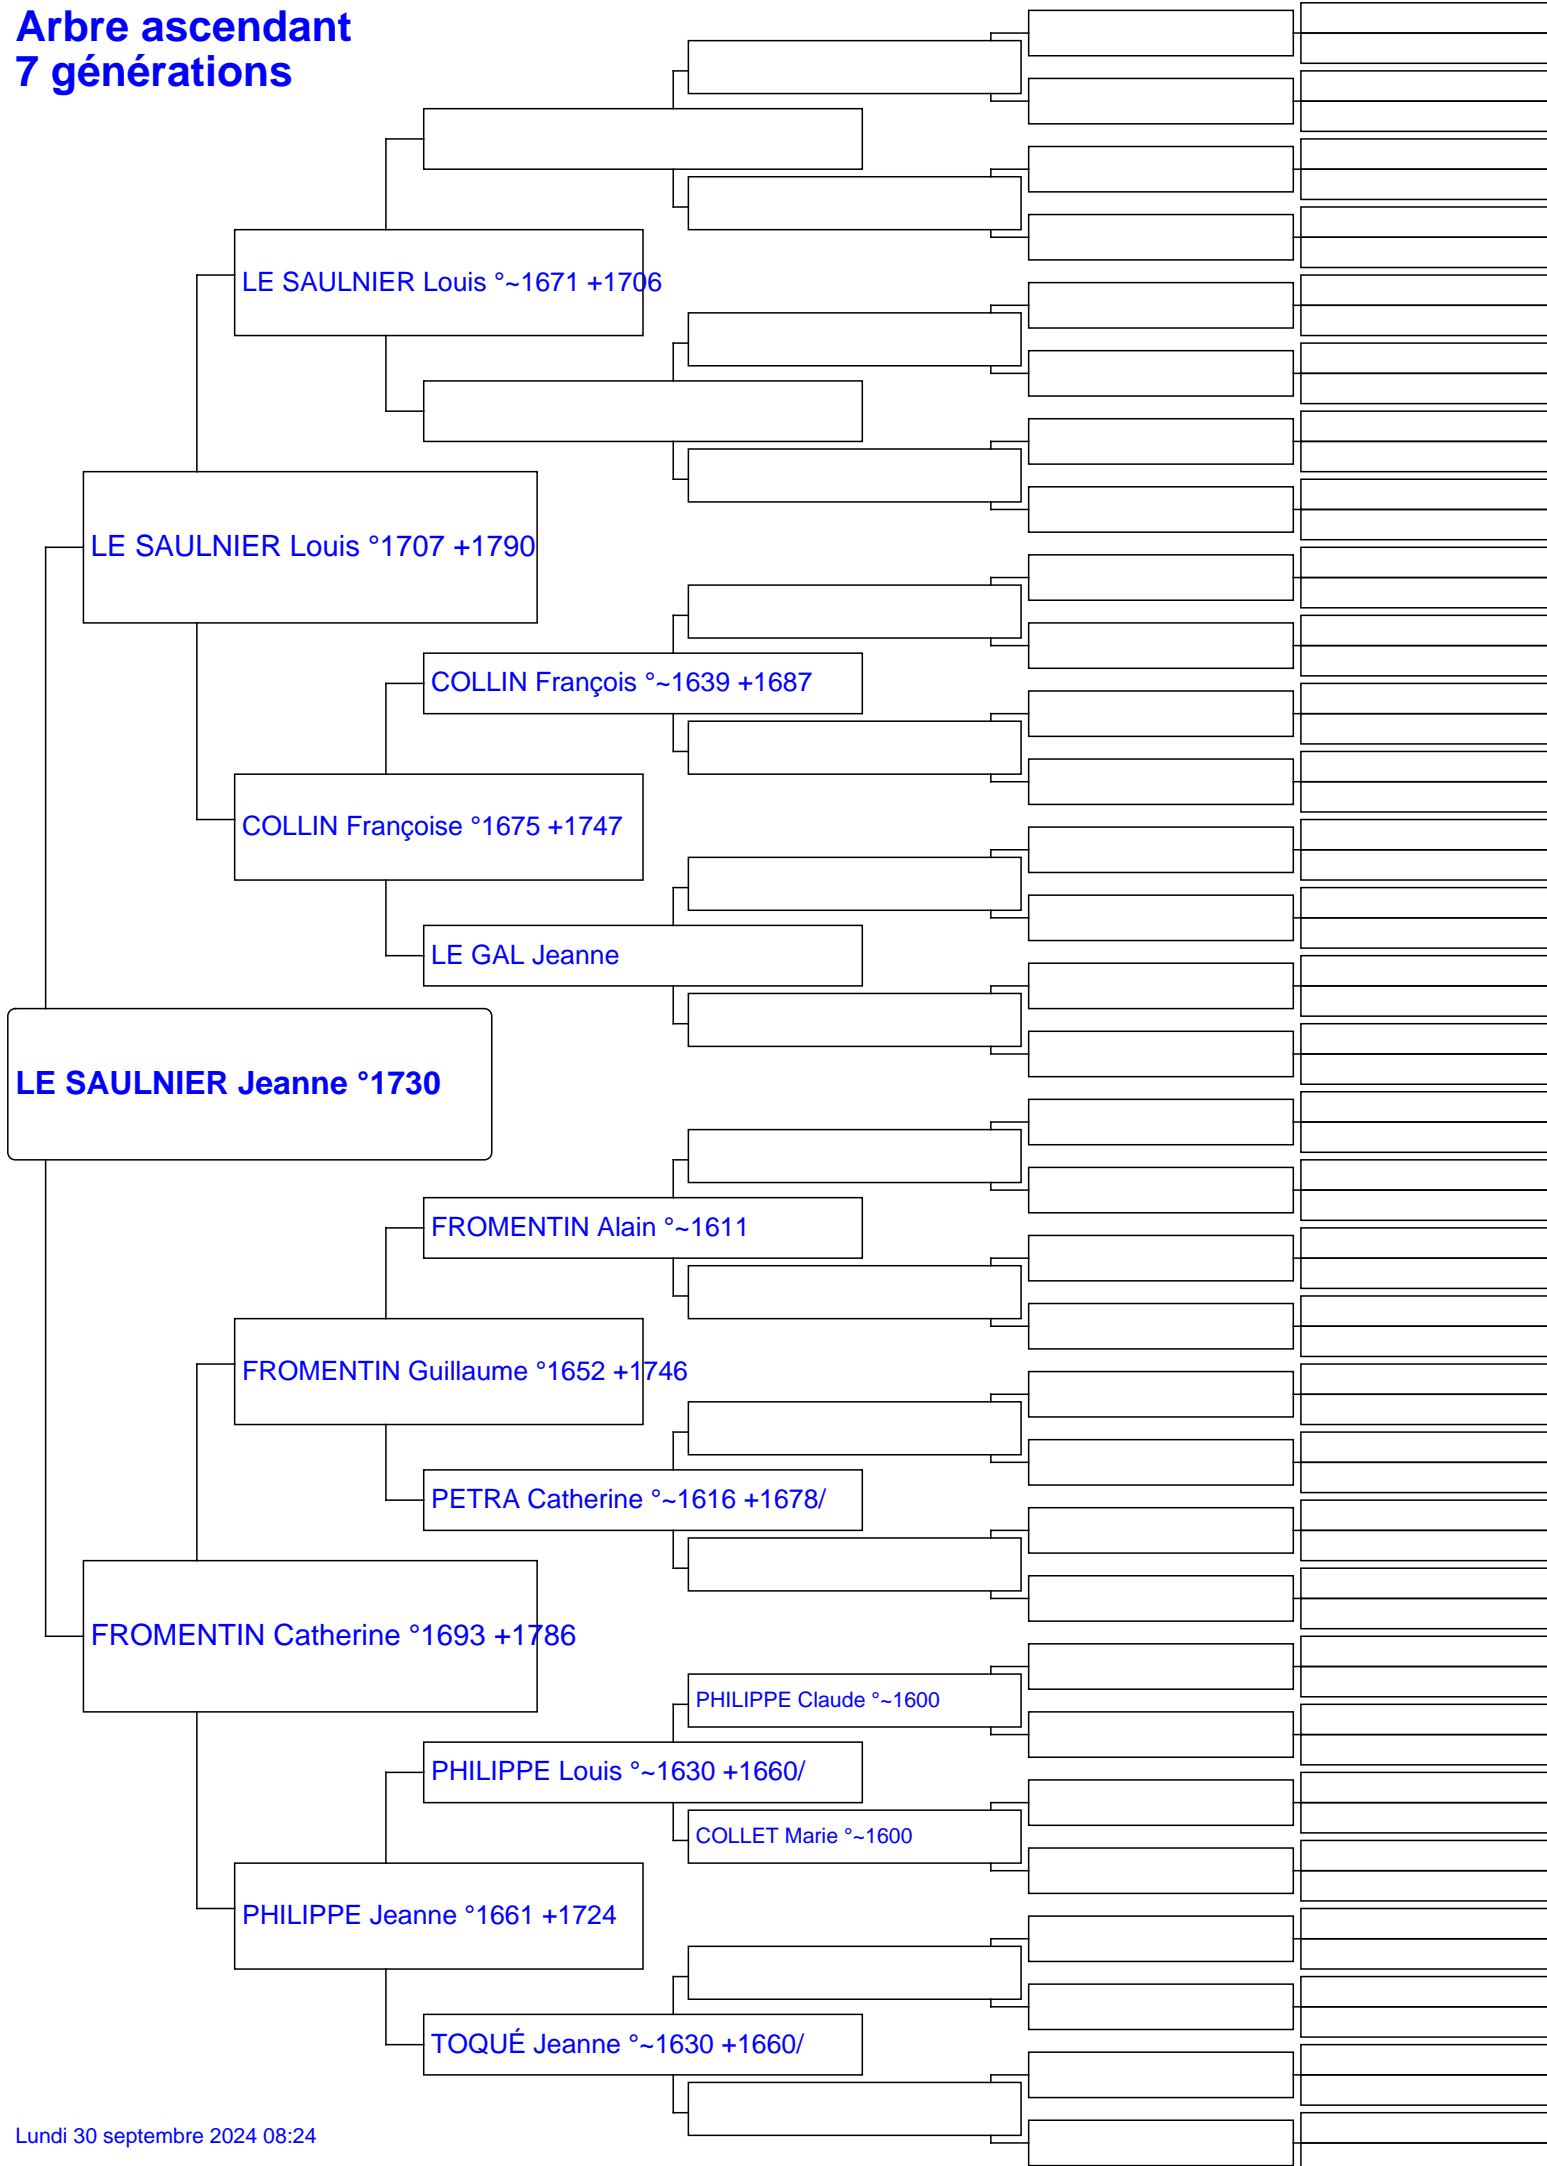 Arbre ascendant
7 générations
LE SAULNIER Louis °~1671 +1706
LE SAULNIER Louis °1707 +1790
COLLIN François °~1639 +1687
COLLIN Françoise °1675 +1747
LE GAL Jeanne
LE SAULNIER Jeanne °1730
FROMENTIN Alain °~1611
FROMENTIN Guillaume °1652 +1746
PETRA Catherine °~1616 +1678/
FROMENTIN Catherine °1693 +1786
PHILIPPE Claude °~1600
PHILIPPE Louis °~1630 +1660/
COLLET Marie °~1600
PHILIPPE Jeanne °1661 +1724
TOQUÉ Jeanne °~1630 +1660/
Lundi 30 septembre 2024 08:24